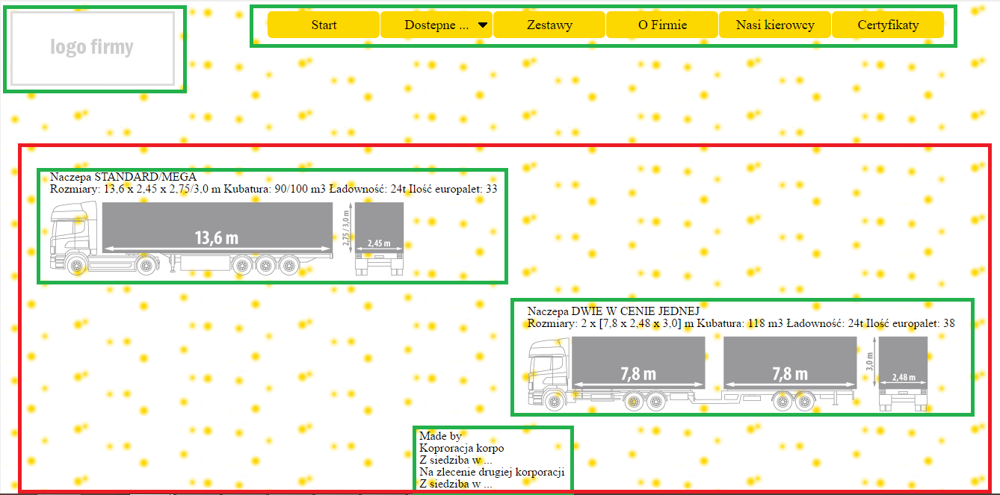 logo firmy
Start
Dostepne ...
Zestawy
O Firmie
Nasi kierowcy
Certyfikaty
Naczepa STANDARD/MEGA
Rozmiary: 13,6 x 2,45 x 2,75/3,0 m Kubatura: 90/100 m3 Ładowność: 24t Ilość europalet: 33
13,6 m
2,75 / 3,0 m
2,45 m
Naczepa DWIE W CENIE JEDNEJ
Rozmiary: 2 x [7,8 x 2,48 x 3,0] m Kubatura: 118 m3 Ładowność: 24t Ilość europalet: 38
7,8 m
7,8 m
3,0 m
2,48 m
Made by
Koproracja korpo
Z siedziba w ...
Na zlecenie drugiej korporacji
Z siedziba w ...